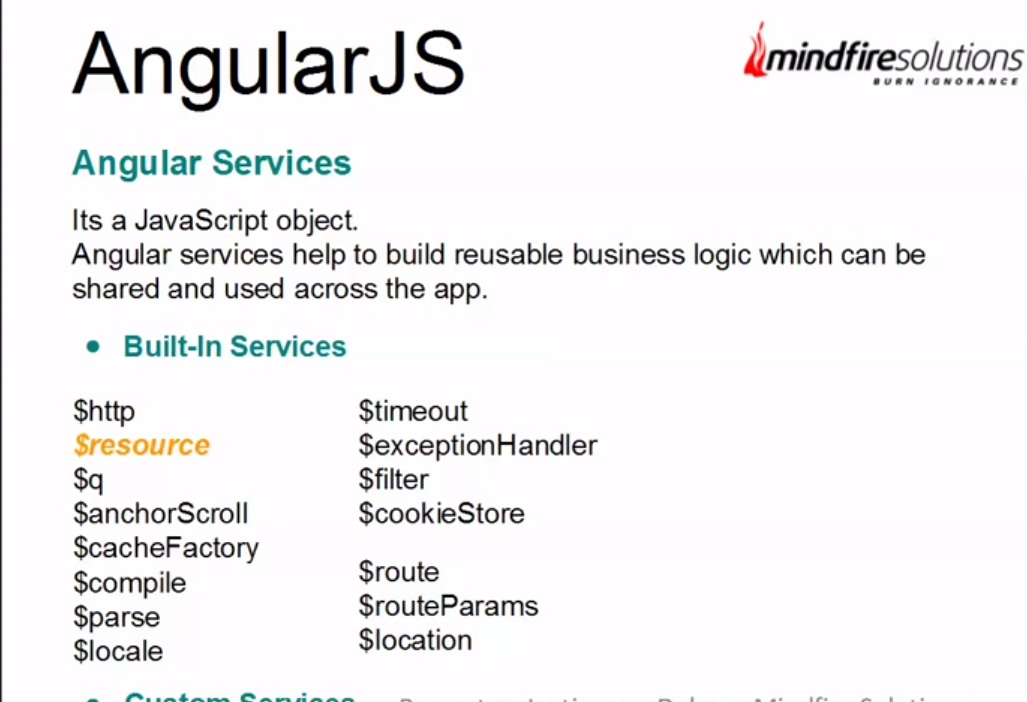 AngularJS
mindfiresolutions
BURN IGNORANCE
Angular Services
Its a JavaScript object.
Angular services help to build reusable business logic which can be
shared and used across the app.
• Built-In Services
$http
$resource
$q
$anchorScroll
$cacheFactory
$compile
$parse
$locale
$timeout
$exceptionHandler
$filter
$cookieStore
$route
$routeParams
$location
• Custom Services